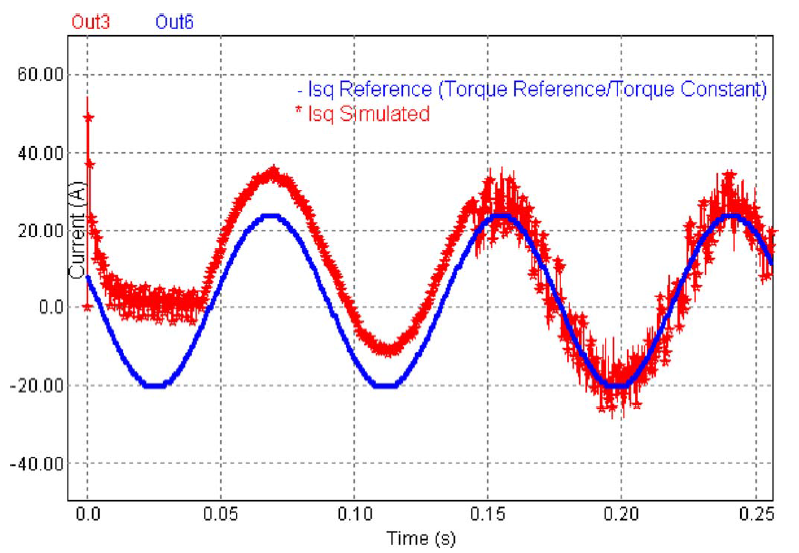 Out3 Out6
60.00
- Isq Reference (Torque Reference/Torque Constant)
* Isq Simulated
40.00
20.00
Current (A)
0.0
-20.00
-40.00
0.0 0.05 0.10 0.15 0.20 0.25
Time (s)